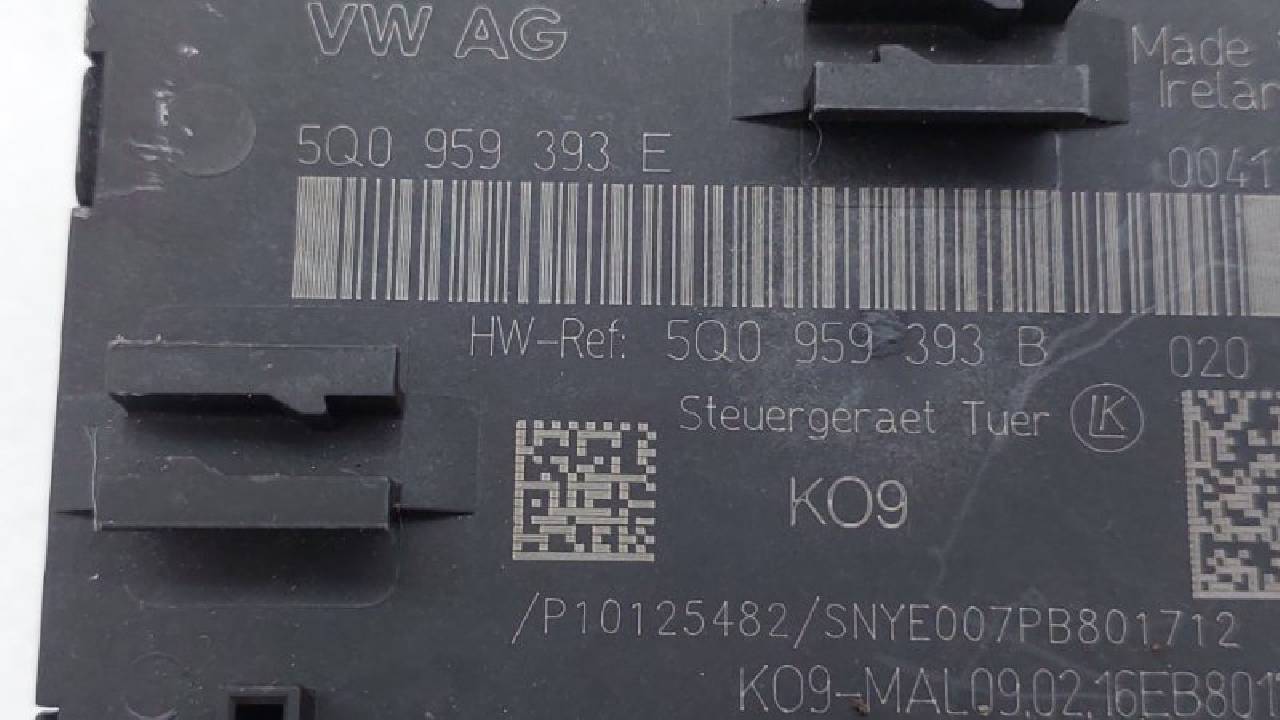 VW AG
Made
Irelan
5Q0 959 393 E
0041
HW-Ref: 5Q0 959 393 B 020
Steuergeraet Tuer LK
KO9
/P10125482/SNYE007PB801712
KO9-MAL09.02.16EB801